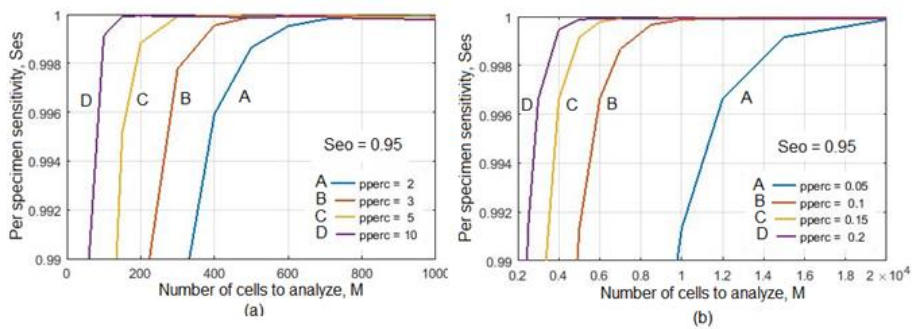 1
0.998
0.996
0.994
0.992
0.99
Per specimen sensitivity, Ses
D
C
B
A
Seo = 0.95
A pperc = 2
B pperc = 3
C pperc = 5
D pperc = 10
0 200 400 600 800 1000
Number of cells to analyze, M
(a)
1
0.998
0.996
0.994
0.992
0.99
Per specimen sensitivity, Ses
D
C
B
A
Seo = 0.95
A pperc = 0.05
B pperc = 0.1
C pperc = 0.15
D pperc = 0.2
0.2 0.4 0.6 0.8 1.0 1.2 1.4 1.6 1.8 2 × 10⁴
Number of cells to analyze, M
(b)